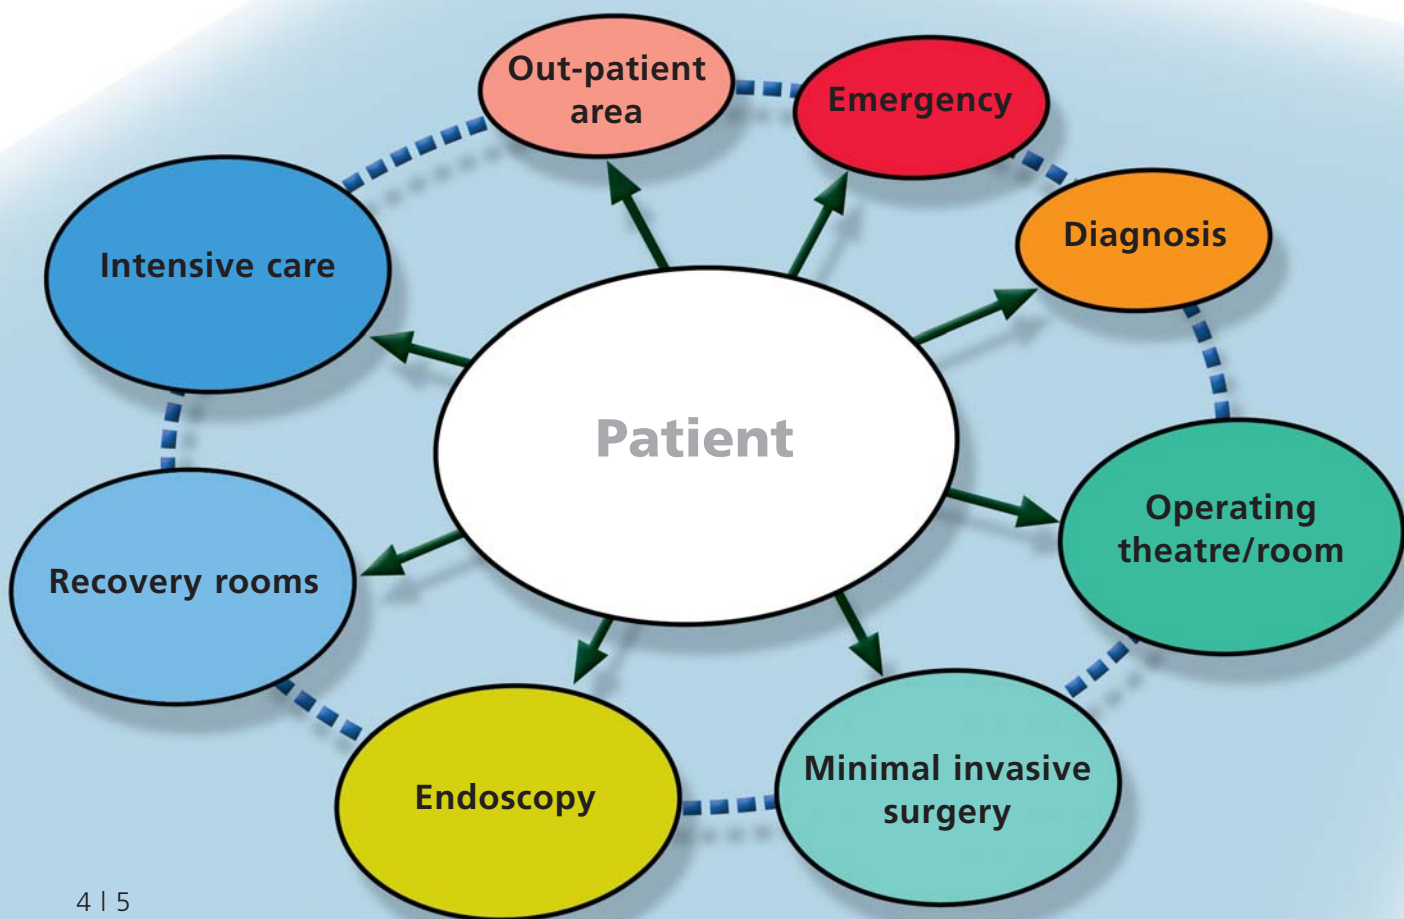 Out-patient
area
Emergency
Diagnosis
Intensive care
Patient
Operating
theatre/room
Recovery rooms
Minimal invasive
surgery
Endoscopy
4 | 5